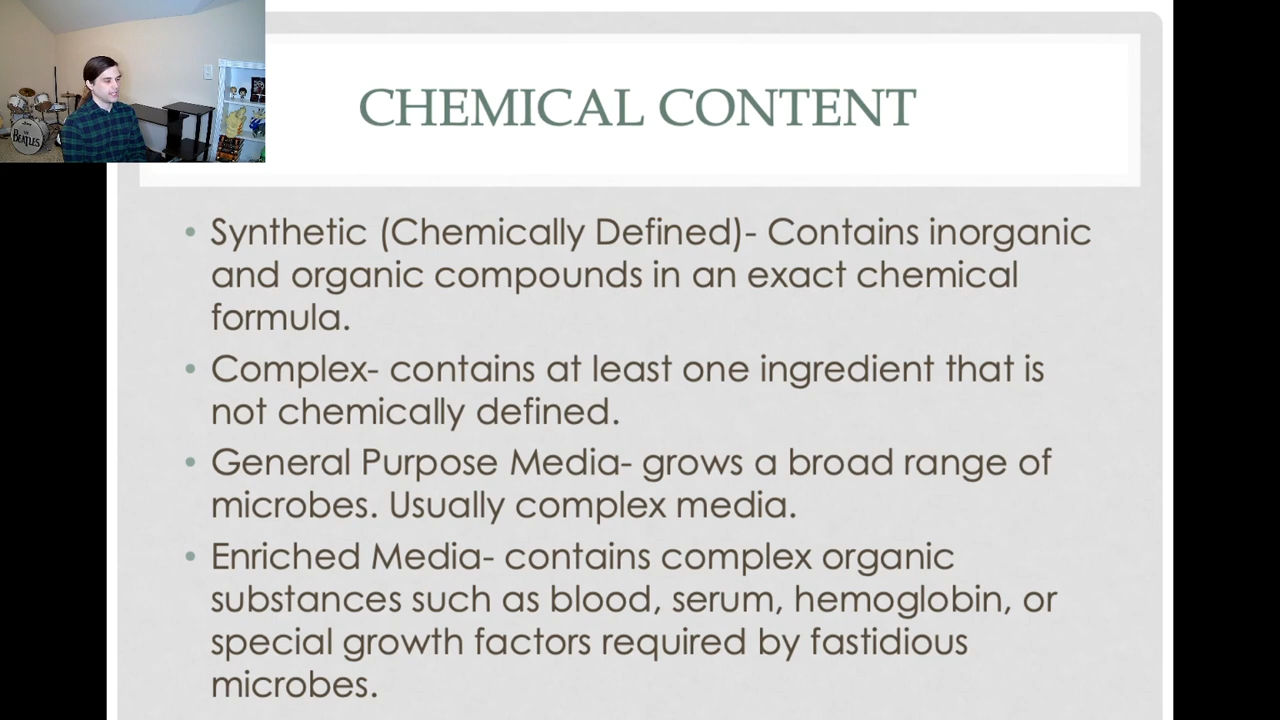 CHEMICAL CONTENT
THE
BEATLES
• Synthetic (Chemically Defined)- Contains inorganic
and organic compounds in an exact chemical
formula.
• Complex- contains at least one ingredient that is
not chemically defined.
• General Purpose Media- grows a broad range of
microbes. Usually complex media.
• Enriched Media- contains complex organic
substances such as blood, serum, hemoglobin, or
special growth factors required by fastidious
microbes.